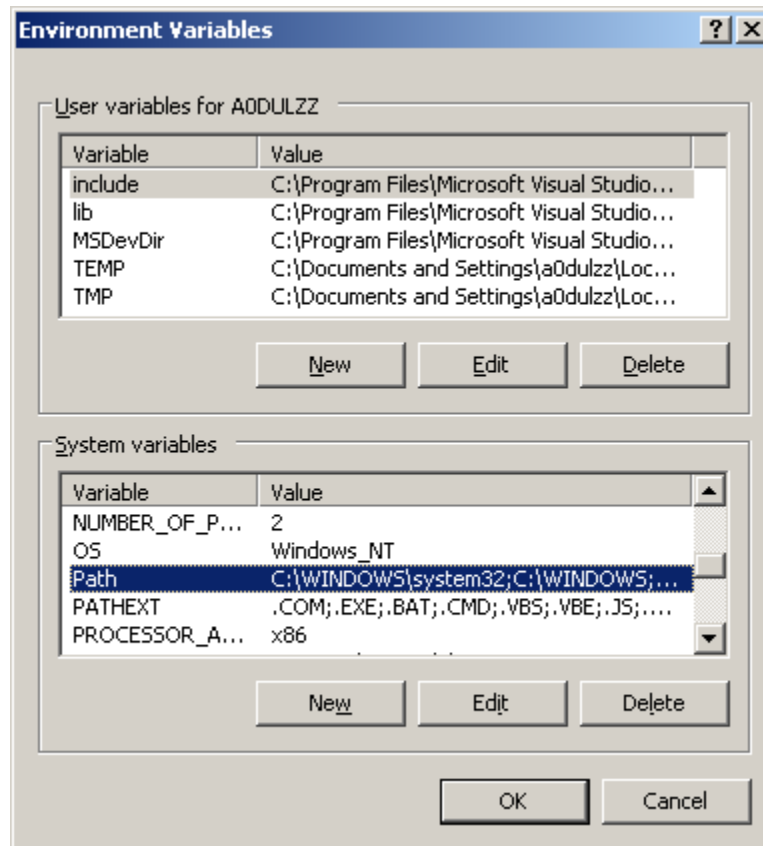 Environment Variables
User variables for A0DULZZ
Variable Value
include C:\Program Files\Microsoft Visual Studio...
lib C:\Program Files\Microsoft Visual Studio...
MSDevDir C:\Program Files\Microsoft Visual Studio...
TEMP C:\Documents and Settings\a0dulzz\Loc...
TMP C:\Documents and Settings\a0dulzz\Loc...
New Edit Delete
System variables
Variable Value
NUMBER_OF_P... 2
OS Windows_NT
Path C:\WINDOWS\system32;C:\WINDOWS;...
PATHEXT .COM;.EXE;.BAT;.CMD;.VBS;.VBE;.JS;....
PROCESSOR_A... x86
New Edit Delete
OK Cancel